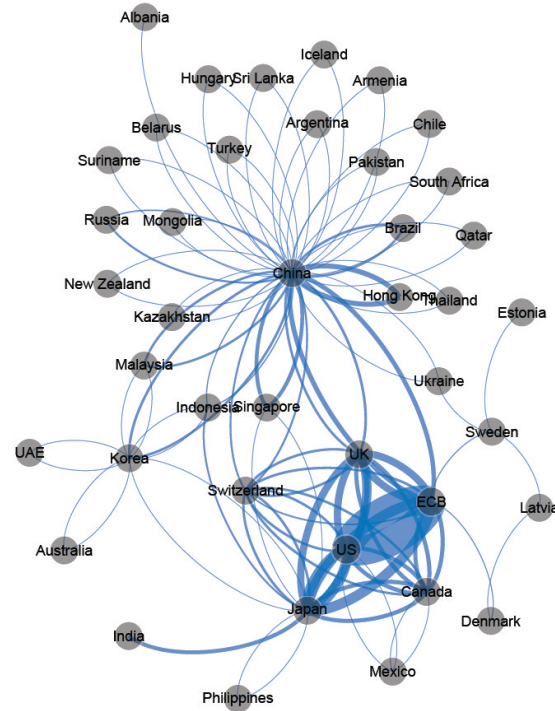 Albania
Iceland
Hungary
Sri Lanka
Armenia
Belarus
Argentina
Chile
Turkey
Suriname
Pakistan
South Africa
Russia
Mongolia
Brazil
Qatar
China
New Zealand
Hong Kong
Thailand
Kazakhstan
Estonia
Malaysia
Ukraine
Indonesia
Singapore
Sweden
UAE
Korea
UK
Switzerland
ECB
Latvia
Australia
US
Canada
Japan
Denmark
India
Mexico
Philippines